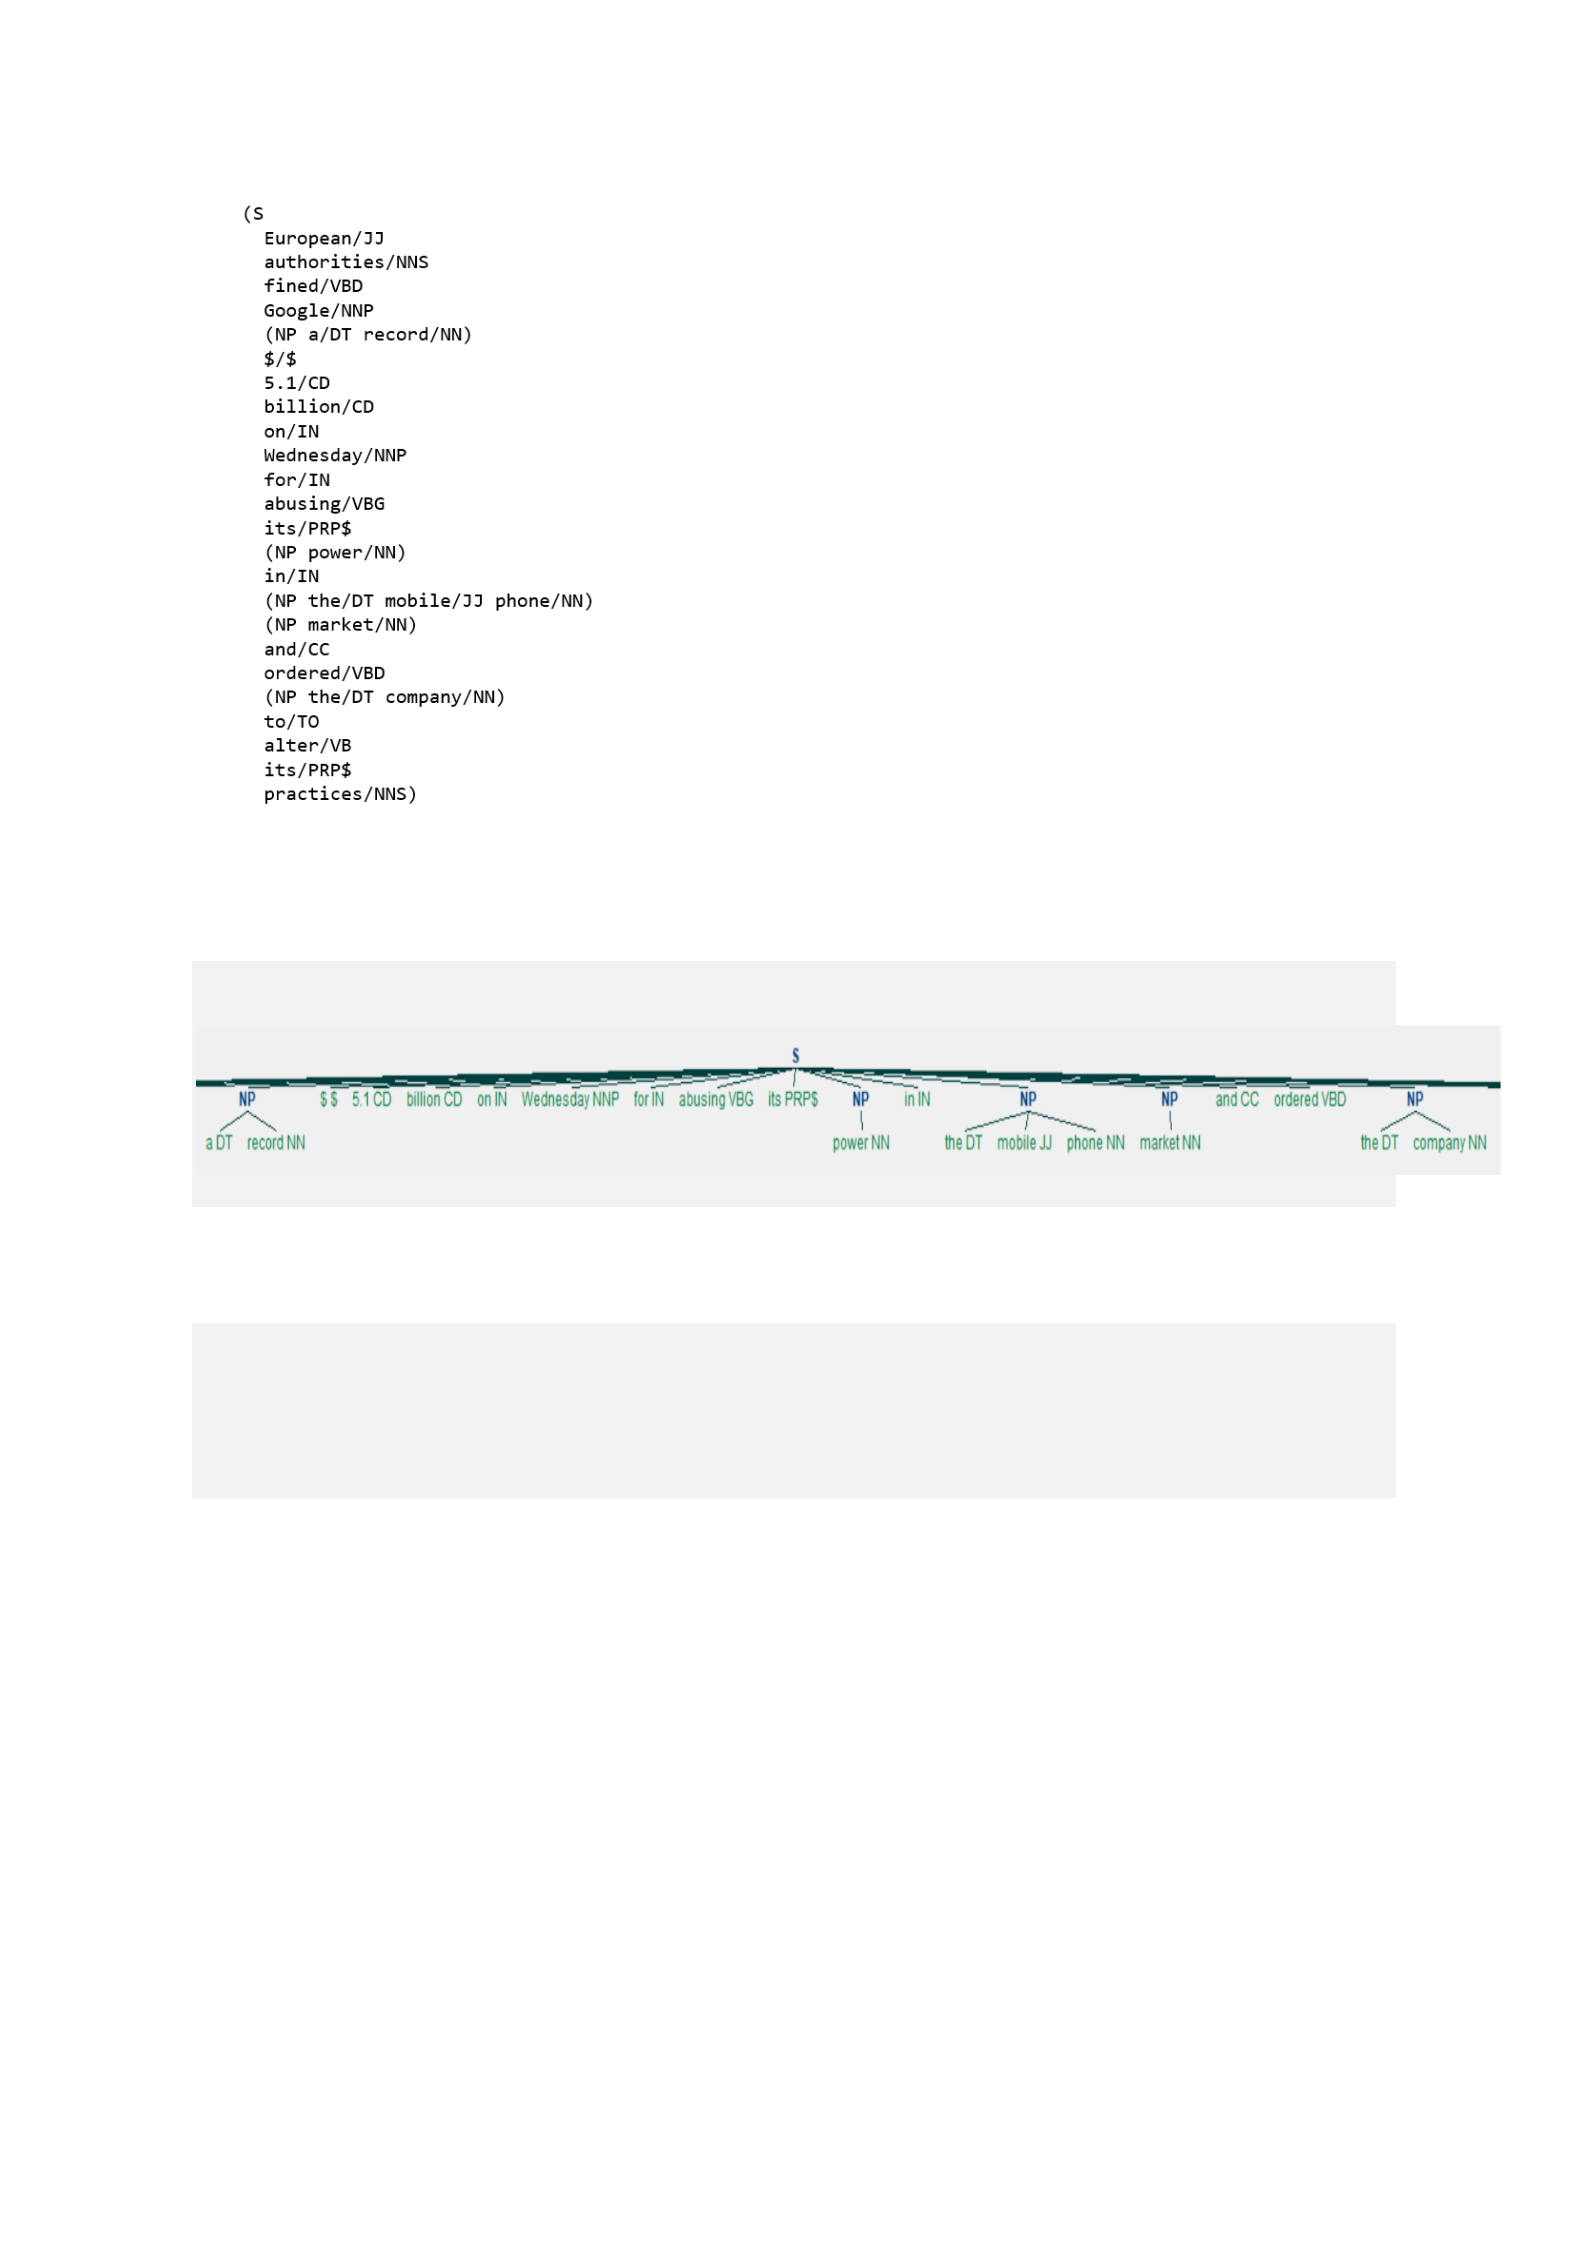 (S
European/JJ
authorities/NNS
fined/VBD
Google/NNP
(NP a/DT record/NN)
$/$
5.1/CD
billion/CD
on/IN
Wednesday/NNP
for/IN
abusing/VBG
its/PRP$
(NP power/NN)
in/IN
(NP the/DT mobile/JJ phone/NN)
(NP market/NN)
and/CC
ordered/VBD
(NP the/DT company/NN)
to/TO
alter/VB
its/PRP$
practices/NNS)
S
NP $ $ 5.1 CD billion CD on IN Wednesday NNP for IN abusing VBG its PRP$ NP in IN NP NP and CC ordered VBD NP
a DT record NN power NN the DT mobile JJ phone NN market NN the DT company NN